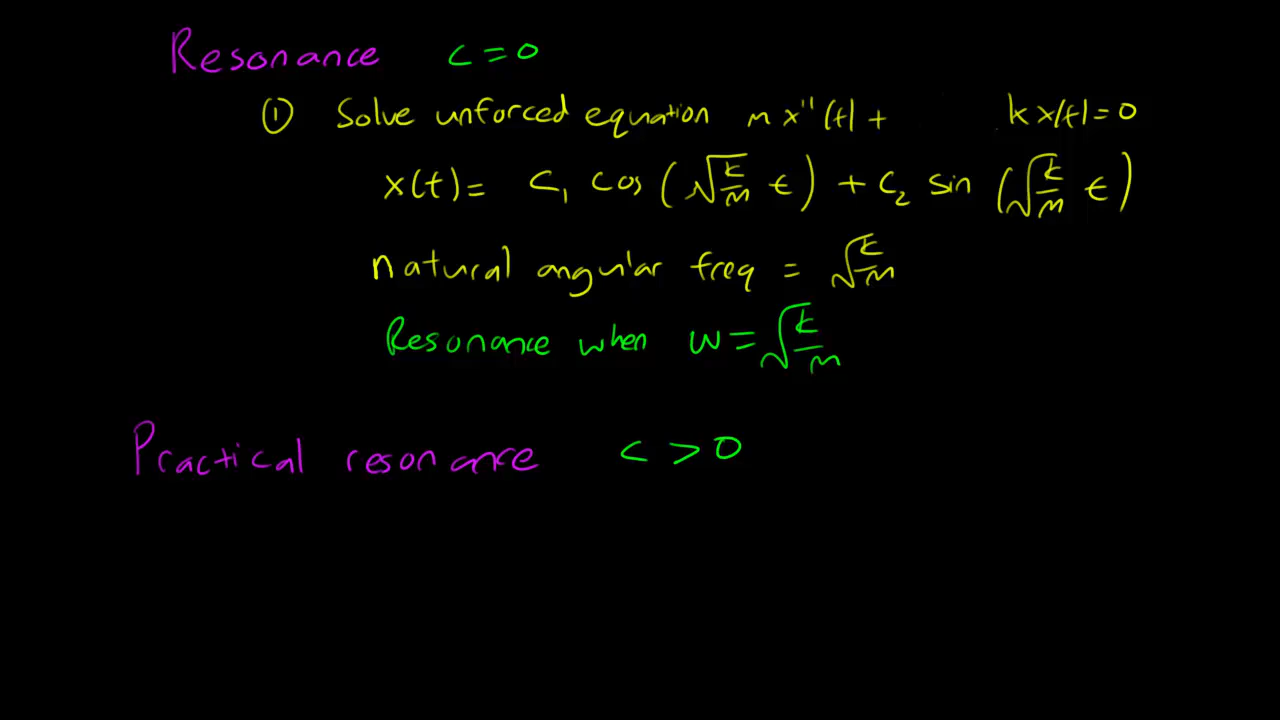 Resonance c = 0
① Solve unforced equation m x''(t) + k x(t) = 0
x(t) = C₁ cos (√(k/m) t) + C₂ sin (√(k/m) t)
natural angular freq = √(k/m)
Resonance when w = √(k/m)
Practical resonance c > 0